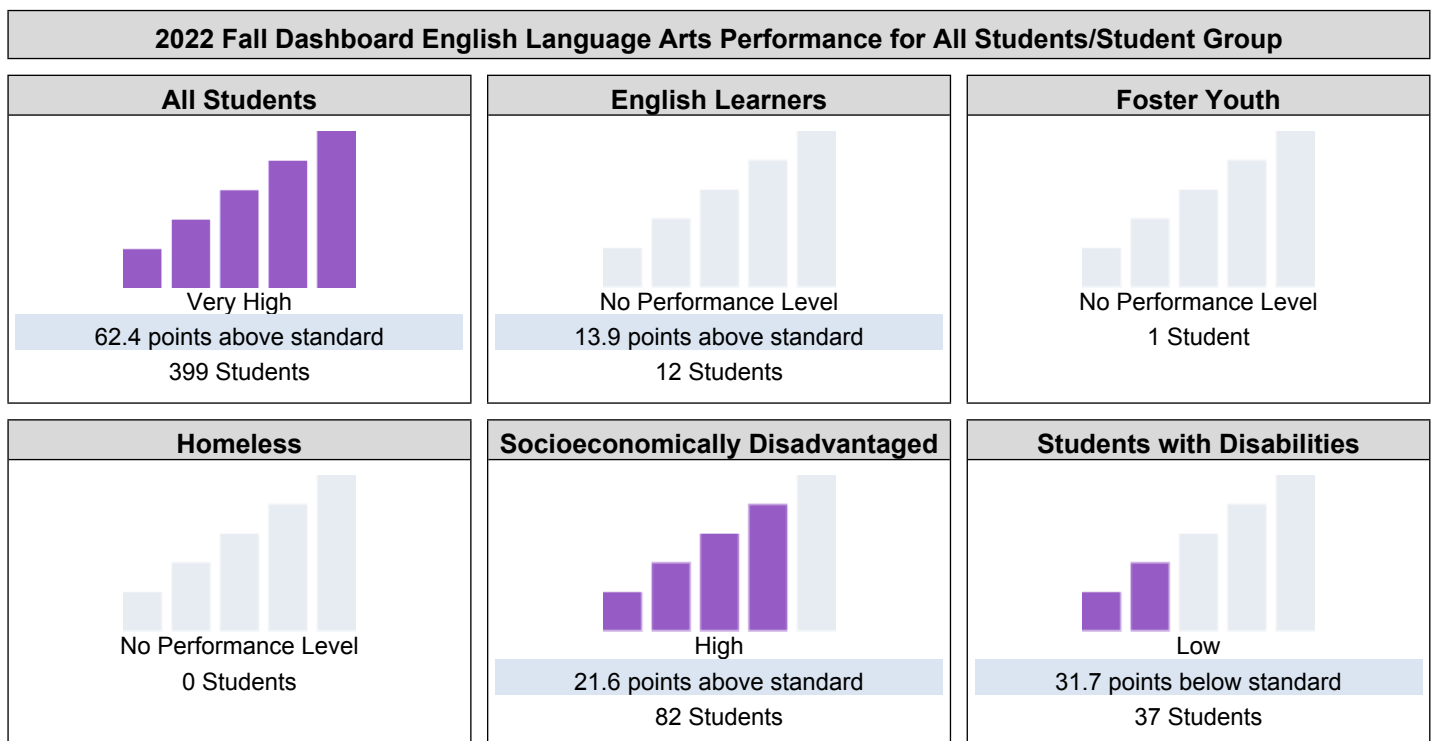 2022 Fall Dashboard English Language Arts Performance for All Students/Student Group
All Students
Very High
62.4 points above standard
399 Students
English Learners
No Performance Level
13.9 points above standard
12 Students
Foster Youth
No Performance Level
1 Student
Homeless
No Performance Level
0 Students
Socioeconomically Disadvantaged
High
21.6 points above standard
82 Students
Students with Disabilities
Low
31.7 points below standard
37 Students